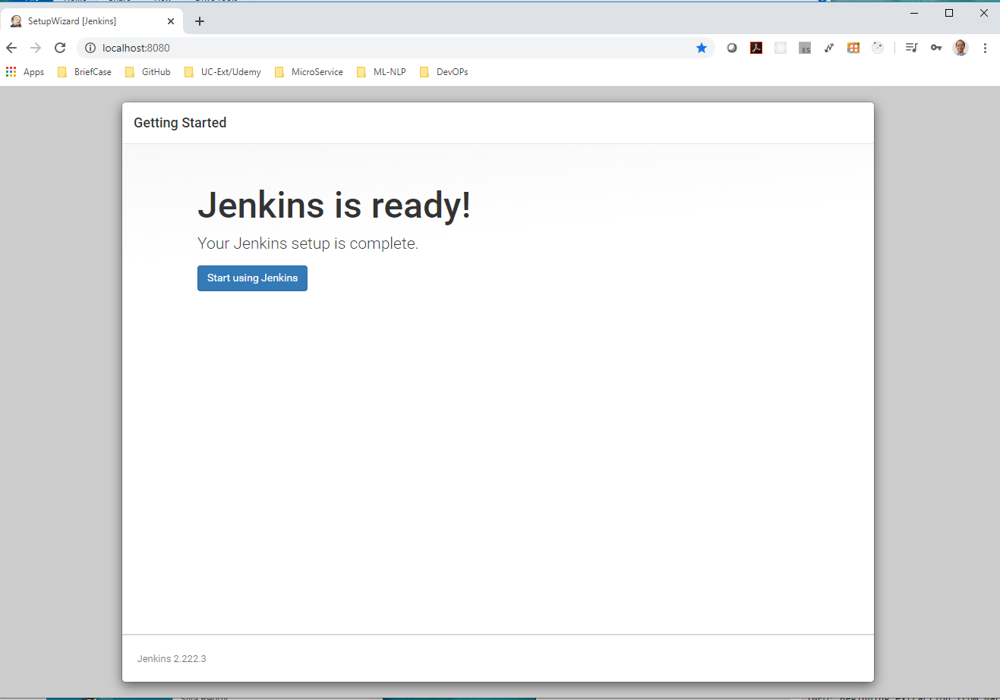 SetupWizard [Jenkins]
localhost:8080
ES
Apps BriefCase GitHub UC-Ext/Udemy MicroService ML-NLP DevOPs
Getting Started
Jenkins is ready!
Your Jenkins setup is complete.
Start using Jenkins
Jenkins 2.222.3